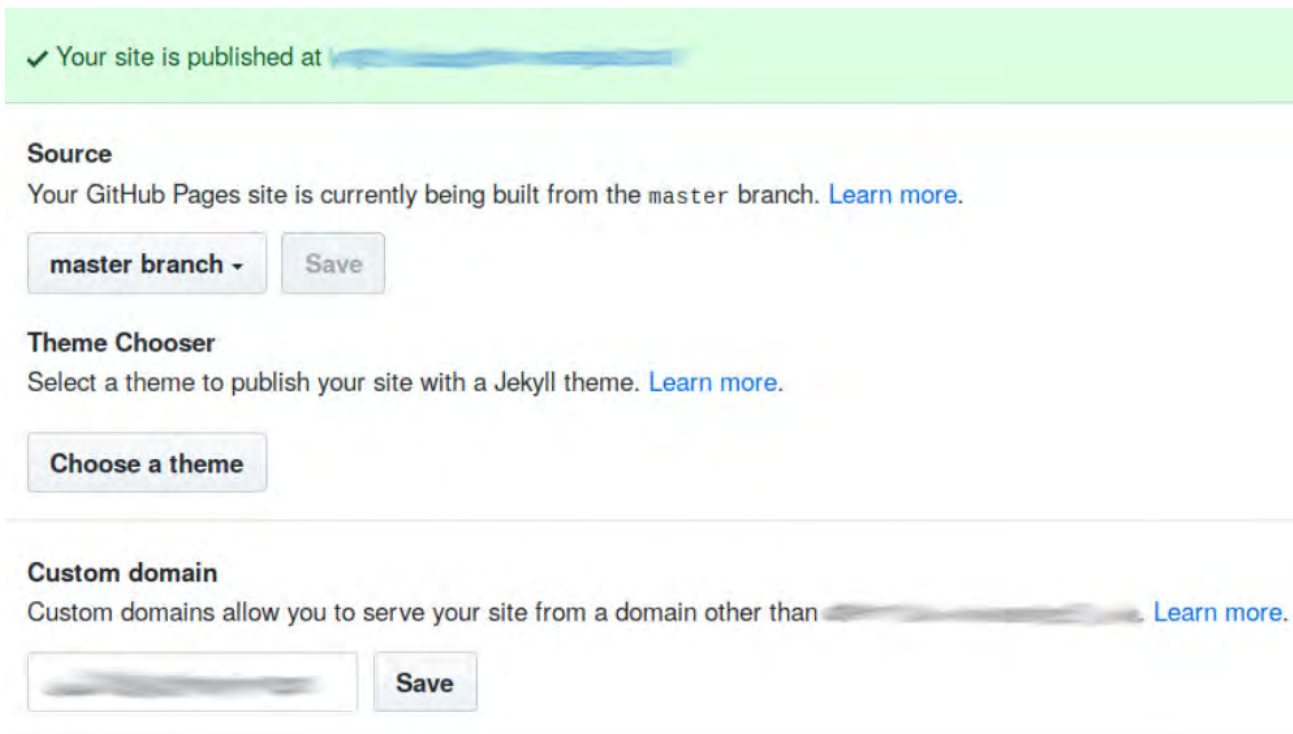 ✓ Your site is published at
Source
Your GitHub Pages site is currently being built from the master branch. Learn more.
master branch Save
Theme Chooser
Select a theme to publish your site with a Jekyll theme. Learn more.
Choose a theme
Custom domain
Custom domains allow you to serve your site from a domain other than Learn more.
Save